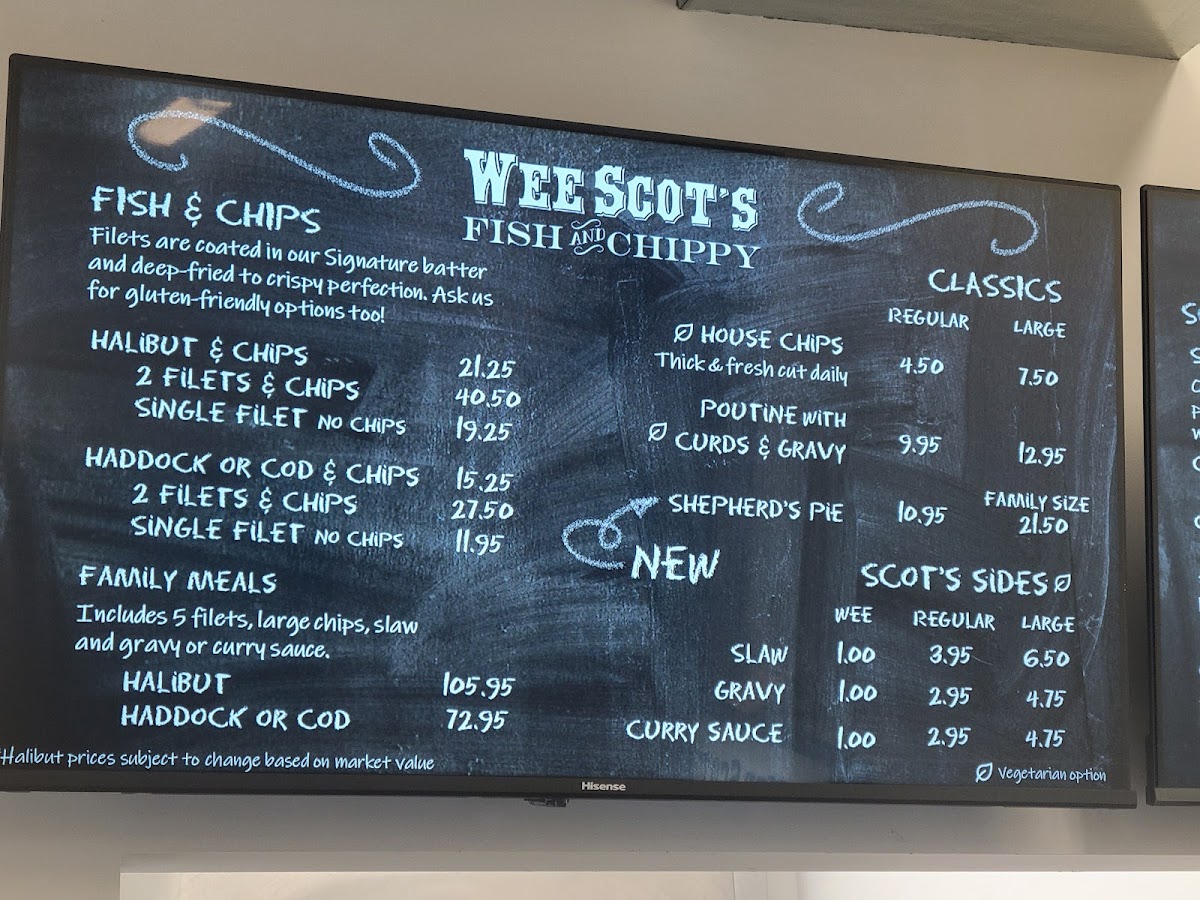 WEE SCOT'S
FISH AND CHIPPY
FISH & CHIPS
Filets are coated in our Signature batter
and deep-fried to crispy perfection. Ask us
for gluten-friendly options too!
HALIBUT & CHIPS 21.25
2 FILETS & CHIPS 40.50
SINGLE FILET NO CHIPS 19.25
HADDOCK OR COD & CHIPS 15.25
2 FILETS & CHIPS 27.50
SINGLE FILET NO CHIPS 11.95
FAMILY MEALS
Includes 5 filets, large chips, slaw
and gravy or curry sauce.
HALIBUT 105.95
HADDOCK OR COD 72.95
Halibut prices subject to change based on market value
CLASSICS
REGULAR LARGE
HOUSE CHIPS
Thick & fresh cut daily 4.50 7.50
POUTINE WITH
CURDS & GRAVY 9.95 12.95
FAMILY SIZE
SHEPHERD'S PIE 10.95 21.50
NEW
SCOT'S SIDES
WEE REGULAR LARGE
SLAW 1.00 3.95 6.50
GRAVY 1.00 2.95 4.75
CURRY SAUCE 1.00 2.95 4.75
Vegetarian option
Hisense